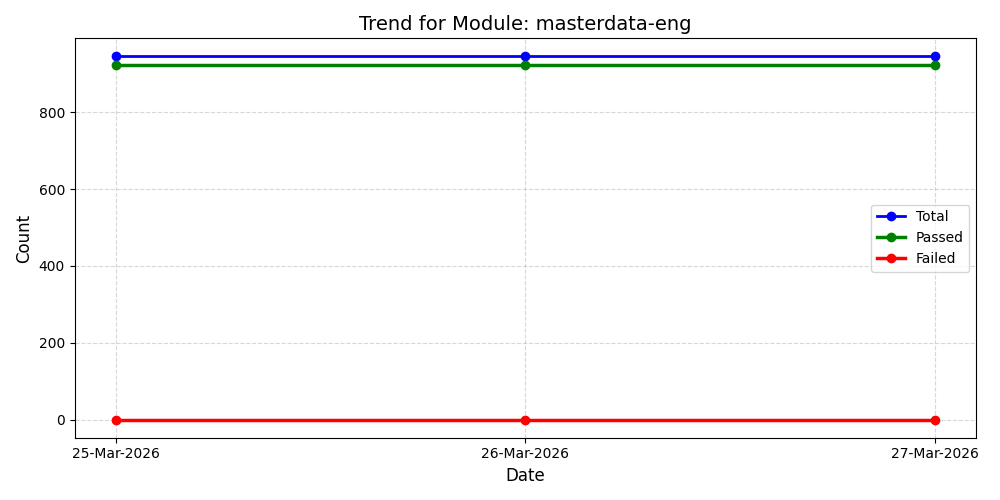 Trend for Module: masterdata-eng
Count
800
600
400
200
0
Total
Passed
Failed
25-Mar-2026
26-Mar-2026
27-Mar-2026
Date